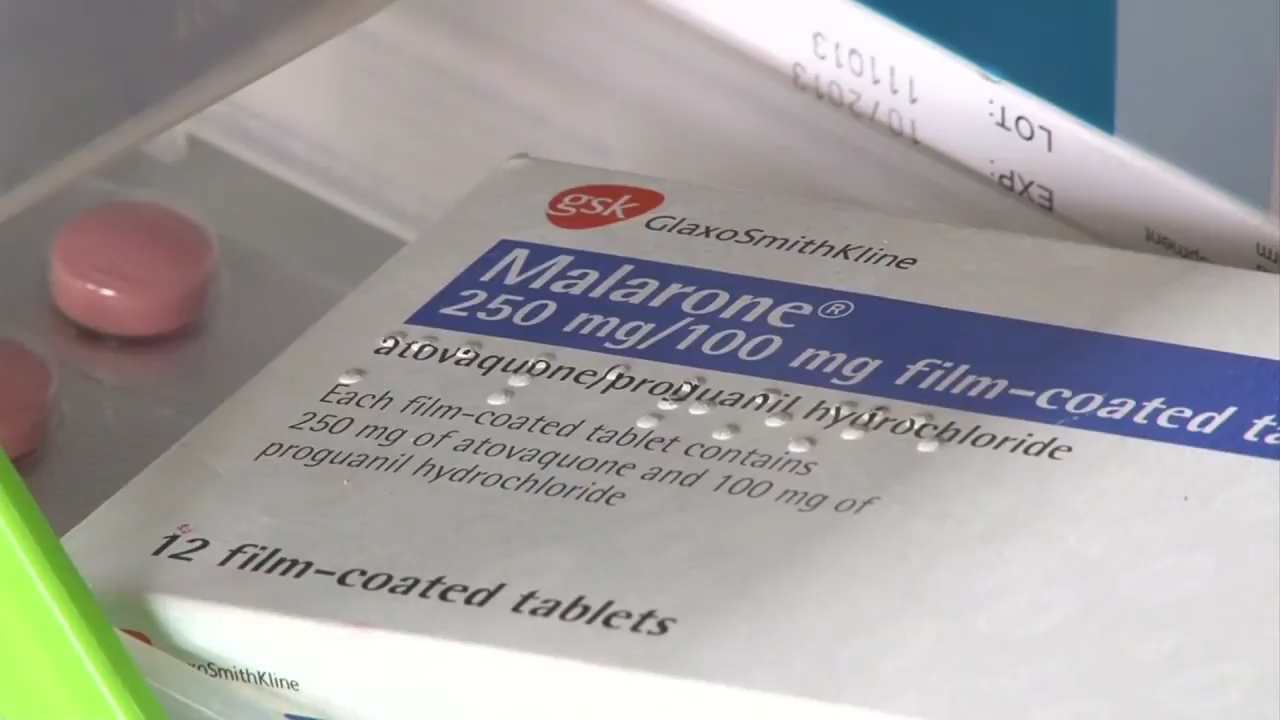 LOT:
111013
EXP:
10/2013
gsk
GlaxoSmithKline
Malarone®
250 mg/100 mg film-coated
atovaquone/proguanil hydrochloride
Each film-coated tablet contains
250 mg of atovaquone and 100 mg of
proguanil hydrochloride
12 film-coated tablets
SmithKline